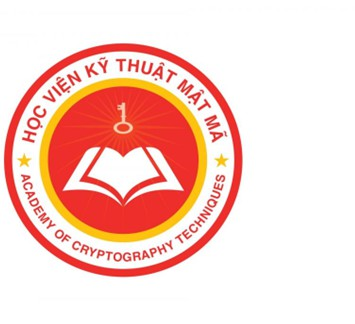 HỌC VIỆN KỸ THUẬT MẬT MÃ
ACADEMY OF CRYPTOGRAPHY TECHNIQUES